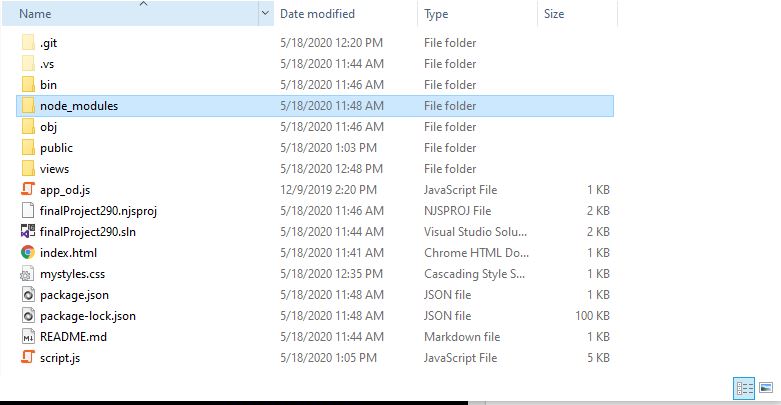 Name Date modified Type Size
.git 5/18/2020 12:20 PM File folder
.vs 5/18/2020 11:44 AM File folder
bin 5/18/2020 11:46 AM File folder
node_modules 5/18/2020 11:48 AM File folder
obj 5/18/2020 11:46 AM File folder
public 5/18/2020 1:03 PM File folder
views 5/18/2020 12:48 PM File folder
app_od.js 12/9/2019 2:20 PM JavaScript File 1 KB
finalProject290.njsproj 5/18/2020 11:46 AM NJSPROJ File 2 KB
finalProject290.sln 5/18/2020 11:44 AM Visual Studio Solu... 2 KB
index.html 5/18/2020 11:41 AM Chrome HTML Do... 1 KB
mystyles.css 5/18/2020 12:35 PM Cascading Style S... 1 KB
package.json 5/18/2020 11:48 AM JSON file 1 KB
package-lock.json 5/18/2020 11:48 AM JSON file 100 KB
README.md 5/18/2020 11:44 AM Markdown file 1 KB
script.js 5/18/2020 1:05 PM JavaScript File 5 KB